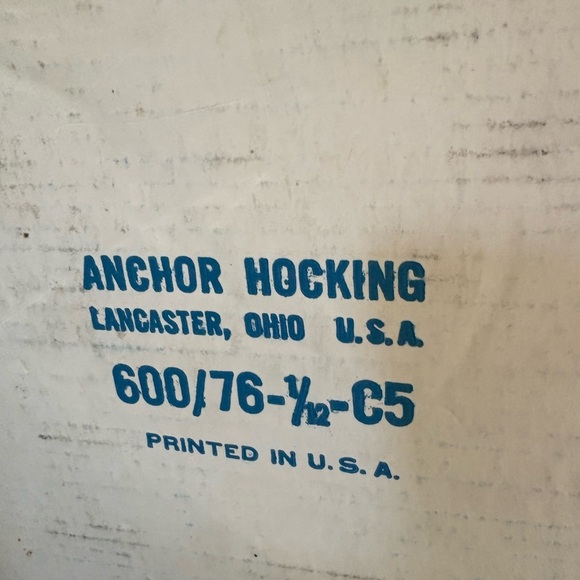 ANCHOR HOCKING
LANCASTER, OHIO U.S.A.
600/76-1/12-C5
PRINTED IN U.S.A.